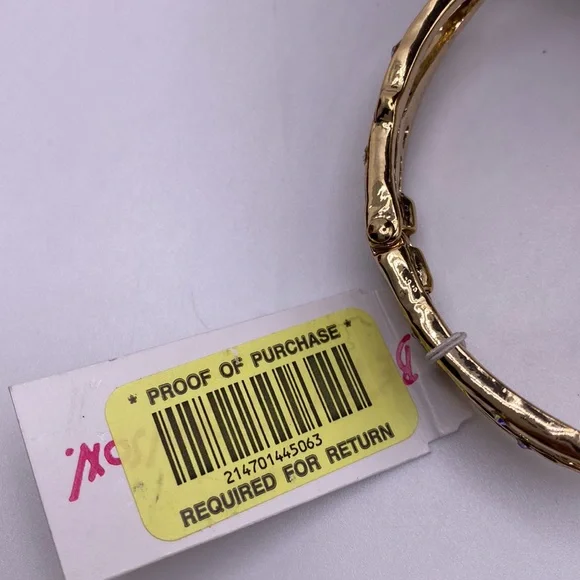 * PROOF OF PURCHASE *
214701445063
REQUIRED FOR RETURN